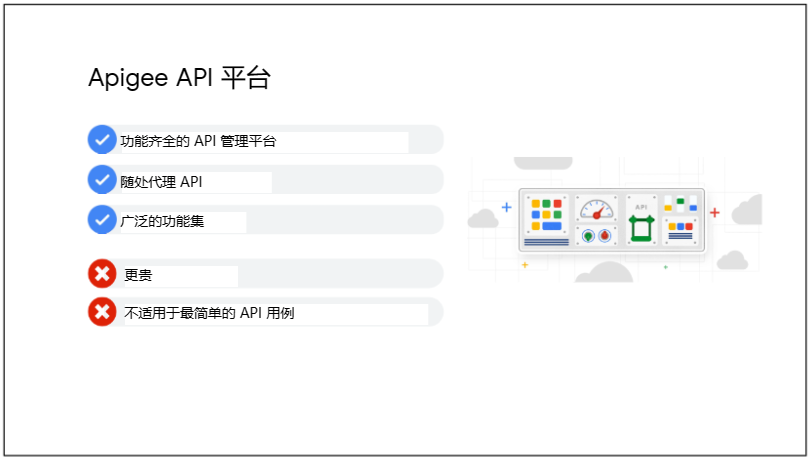 Apigee API 平台
功能齐全的 API 管理平台
随处代理 API
广泛的功能集
更贵
不适用于最简单的 API 用例
API